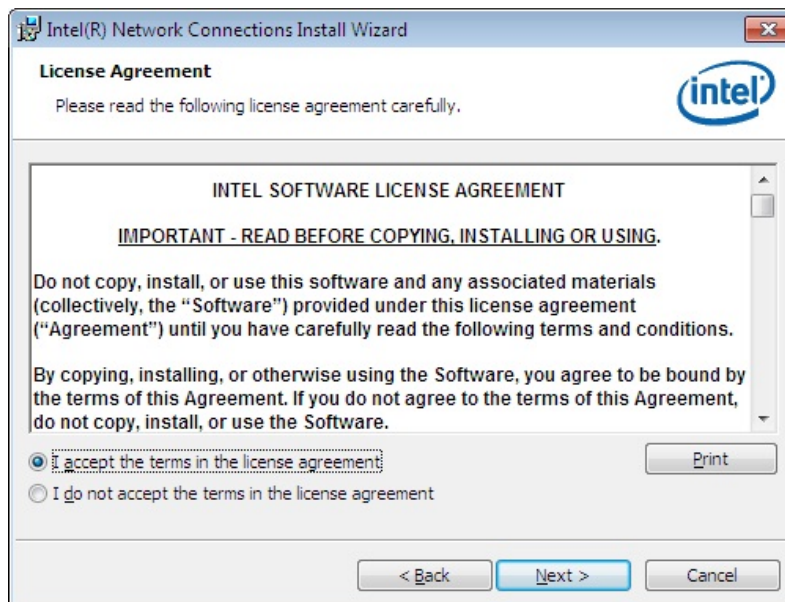 Intel(R) Network Connections Install Wizard
License Agreement
Please read the following license agreement carefully.
intel
INTEL SOFTWARE LICENSE AGREEMENT
IMPORTANT - READ BEFORE COPYING, INSTALLING OR USING.
Do not copy, install, or use this software and any associated materials
(collectively, the “Software”) provided under this license agreement
(“Agreement”) until you have carefully read the following terms and conditions.
By copying, installing, or otherwise using the Software, you agree to be bound by
the terms of this Agreement. If you do not agree to the terms of this Agreement,
do not copy, install, or use the Software.
I accept the terms in the license agreement
Print
I do not accept the terms in the license agreement
< Back
Next >
Cancel